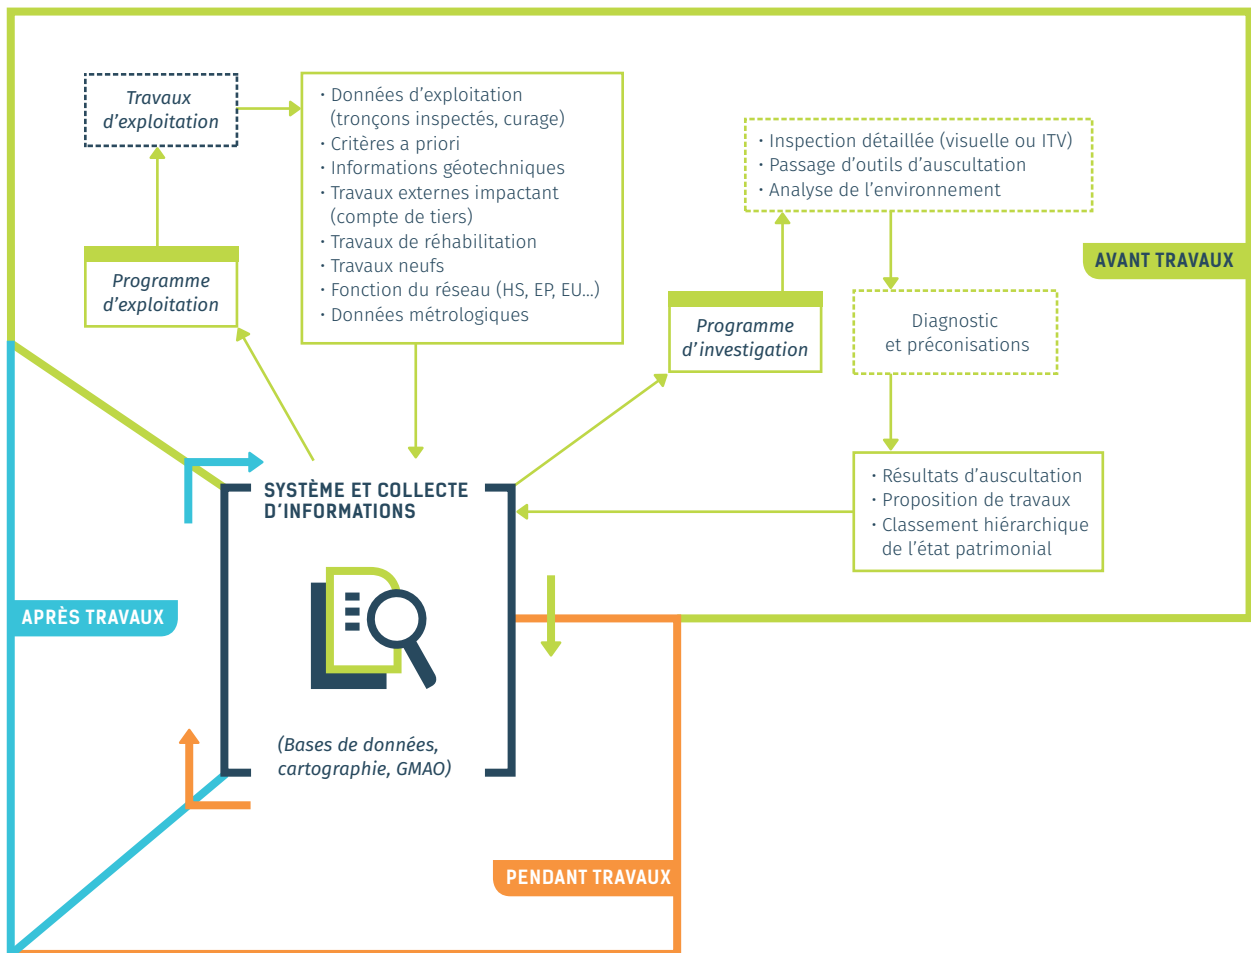 Travaux
d'exploitation
• Données d'exploitation
(tronçons inspectés, curage)
• Critères a priori
• Informations géotechniques
• Travaux externes impactant
(compte de tiers)
• Travaux de réhabilitation
• Travaux neufs
• Fonction du réseau (HS, EP, EU...)
• Données métrologiques
Programme
d'exploitation
• Inspection détaillée (visuelle ou ITV)
• Passage d'outils d'auscultation
• Analyse de l'environnement
AVANT TRAVAUX
Programme
d'investigation
Diagnostic
et préconisations
• Résultats d'auscultation
• Proposition de travaux
• Classement hiérarchique
de l'état patrimonial
SYSTÈME ET COLLECTE
D'INFORMATIONS
(Bases de données,
cartographie, GMAO)
APRÈS TRAVAUX
PENDANT TRAVAUX